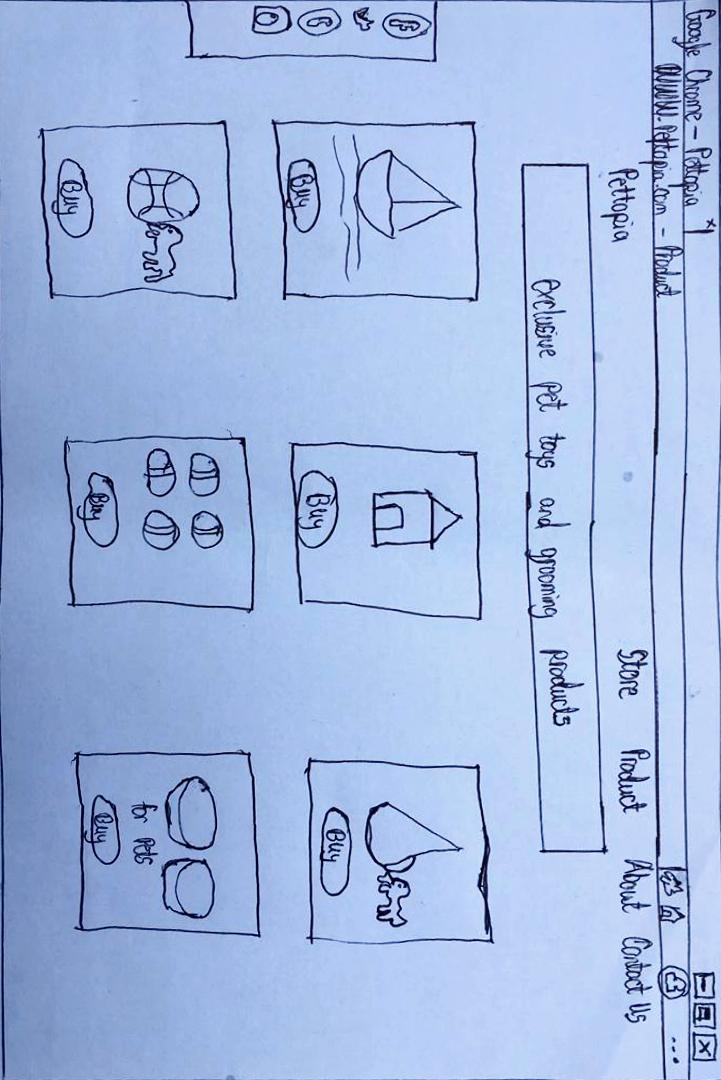 Google Chrome - Pettopia
WWW.Pettopia.com - Product
Pettopia Store Product About Contact Us
exclusive pet toys and grooming products
Buy
Buy
Buy
Buy
Buy
for Pets
Buy